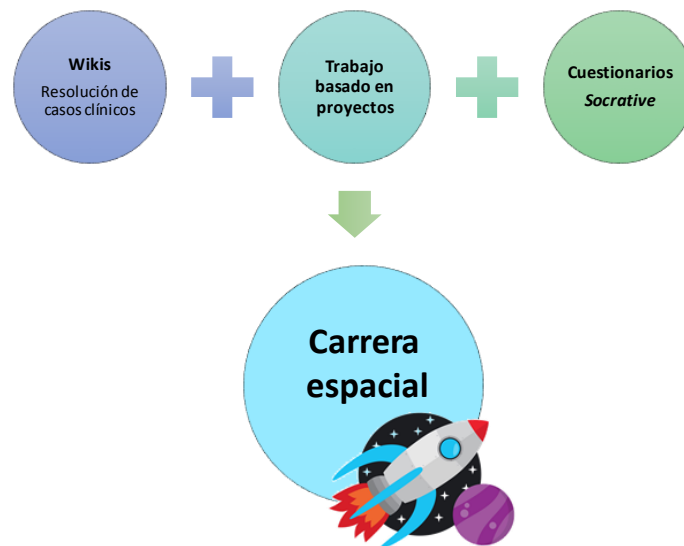 Wikis
Resolución de
casos clínicos
Trabajo
basado en
proyectos
Cuestionarios
Socrative
Carrera
espacial